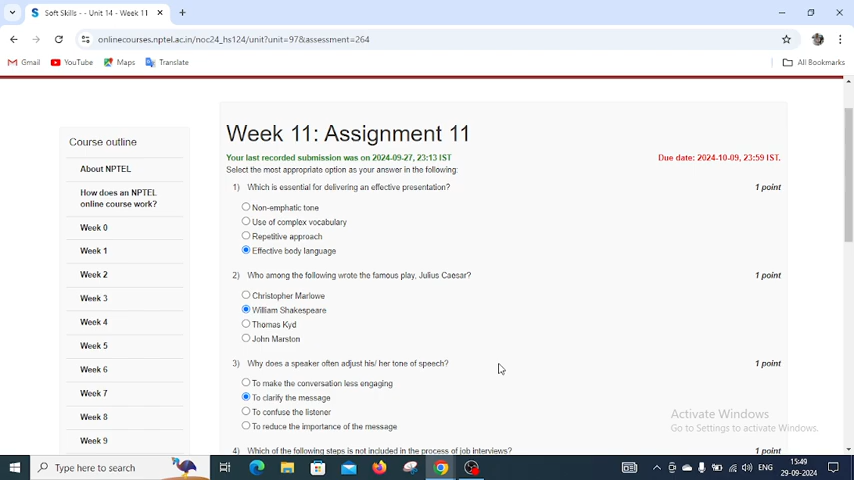 Soft Skills - - Unit 14 - Week 11
onlinecourses.nptel.ac.in/noc24_hs124/unit?unit=97&assessment=264
Gmail YouTube Maps Translate All Bookmarks
Course outline
About NPTEL
How does an NPTEL
online course work?
Week 0
Week 1
Week 2
Week 3
Week 4
Week 5
Week 6
Week 7
Week 8
Week 9
Week 11: Assignment 11
Your last recorded submission was on 2024-09-27, 23:13 IST Due date: 2024-10-09, 23:59 IST.
Select the most appropriate option as your answer in the following:
1) Which is essential for delivering an effective presentation? 1 point
Non-emphatic tone
Use of complex vocabulary
Repetitive approach
Effective body language
2) Who among the following wrote the famous play, Julius Caesar? 1 point
Christopher Marlowe
William Shakespeare
Thomas Kyd
John Marston
3) Why does a speaker often adjust his/ her tone of speech? 1 point
To make the conversation less engaging
To clarify the message
To confuse the listener
To reduce the importance of the message
4) Which of the following steps is not included in the process of job interviews? 1 point
Activate Windows
Go to Settings to activate Windows.
Type here to search
ENG
15:49
29-09-2024